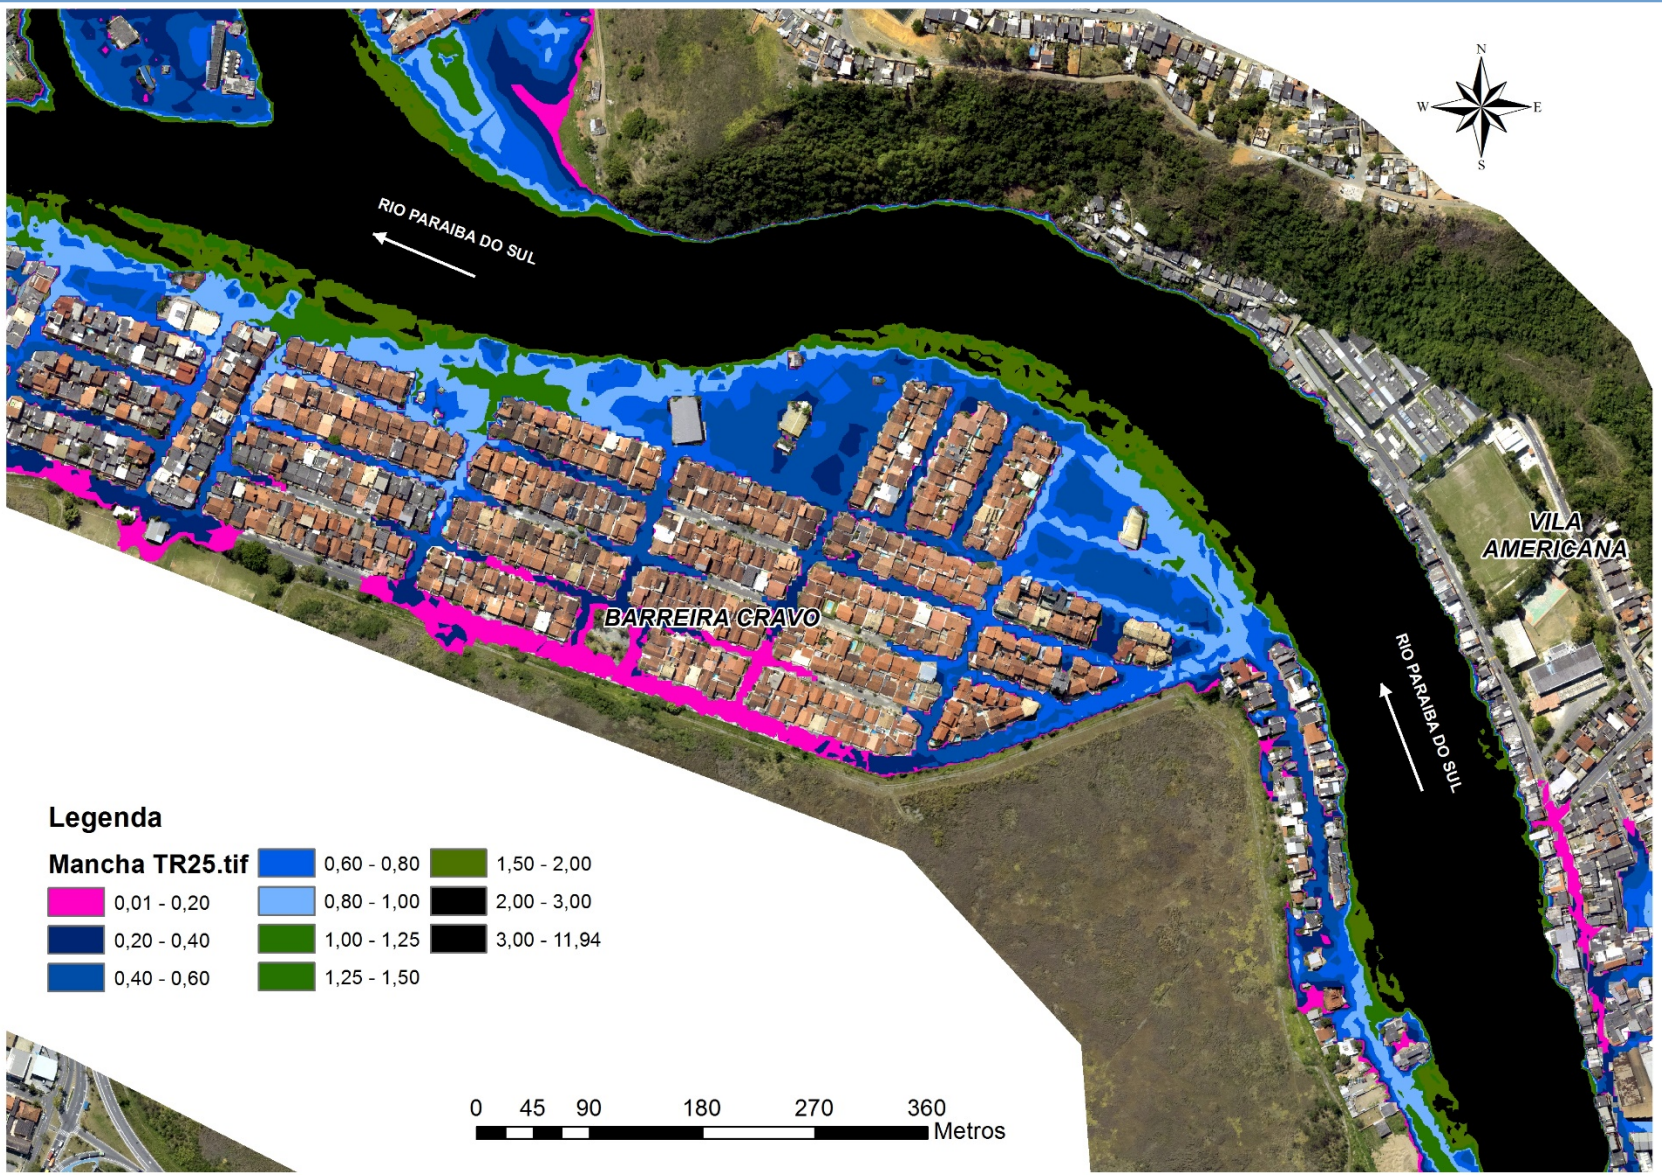 N
W E
S
RIO PARAIBA DO SUL
VILA
AMERICANA
BARREIRA CRAVO
RIO PARAIBA DO SUL
Legenda
Mancha TR25.tif
0,01 - 0,20
0,20 - 0,40
0,40 - 0,60
0,60 - 0,80
0,80 - 1,00
1,00 - 1,25
1,25 - 1,50
1,50 - 2,00
2,00 - 3,00
3,00 - 11,94
0 45 90 180 270 360
Metros